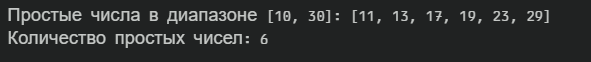 Простые числа в диапазоне [10, 30]: [11, 13, 17, 19, 23, 29]
Количество простых чисел: 6